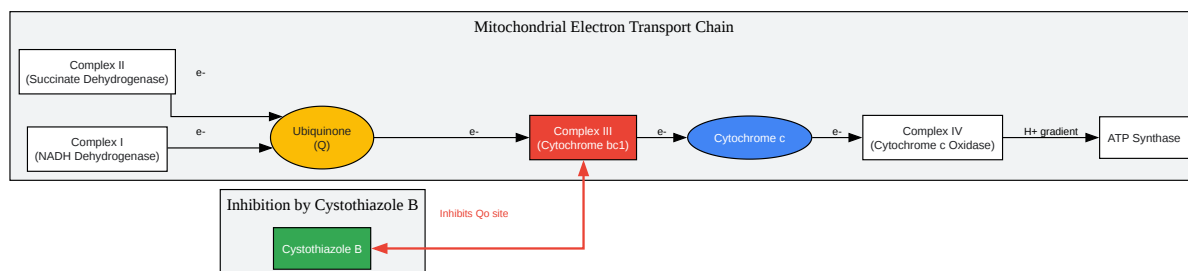 Mitochondrial Electron Transport Chain
Complex II
(Succinate Dehydrogenase)
e-
Complex I
(NADH Dehydrogenase)
e-
Ubiquinone
(Q)
e-
Complex III
(Cytochrome bc1)
e-
Cytochrome c
e-
Complex IV
(Cytochrome c Oxidase)
H+ gradient
ATP Synthase
Inhibition by Cystothiazole B
Inhibits Qo site
Cystothiazole B